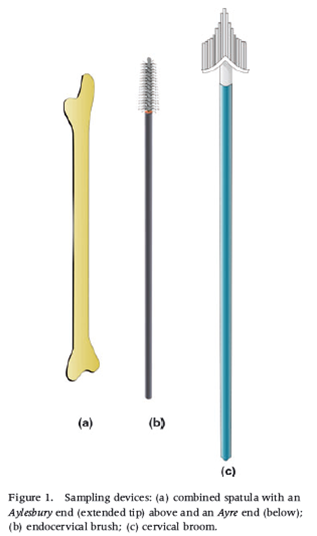 (a)
(b)
(c)
Figure 1. Sampling devices: (a) combined spatula with an
Aylesbury end (extended tip) above and an Ayre end (below);
(b) endocervical brush; (c) cervical broom.